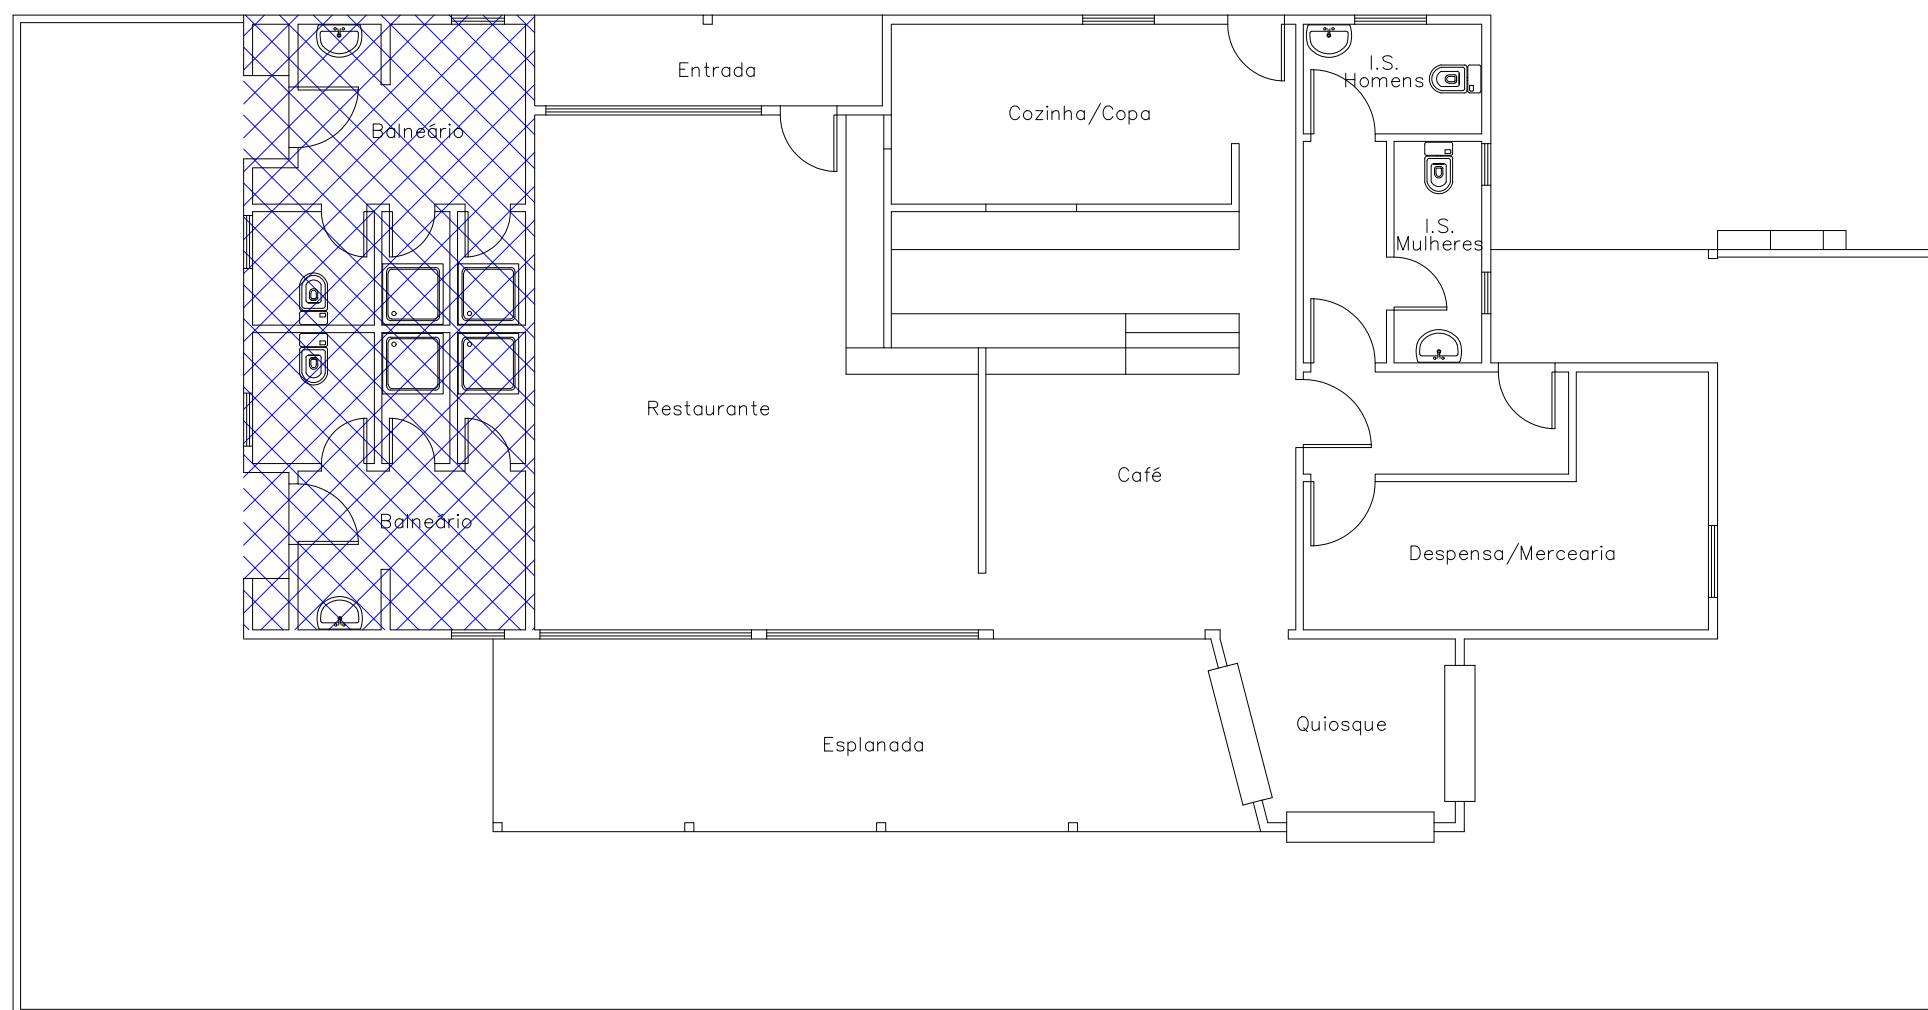 Entrada
I.S.
Homens
Cozinha/Copa
Balneário
I.S.
Mulheres
Restaurante
Café
Balneário
Despensa/Mercearia
Quiosque
Esplanada